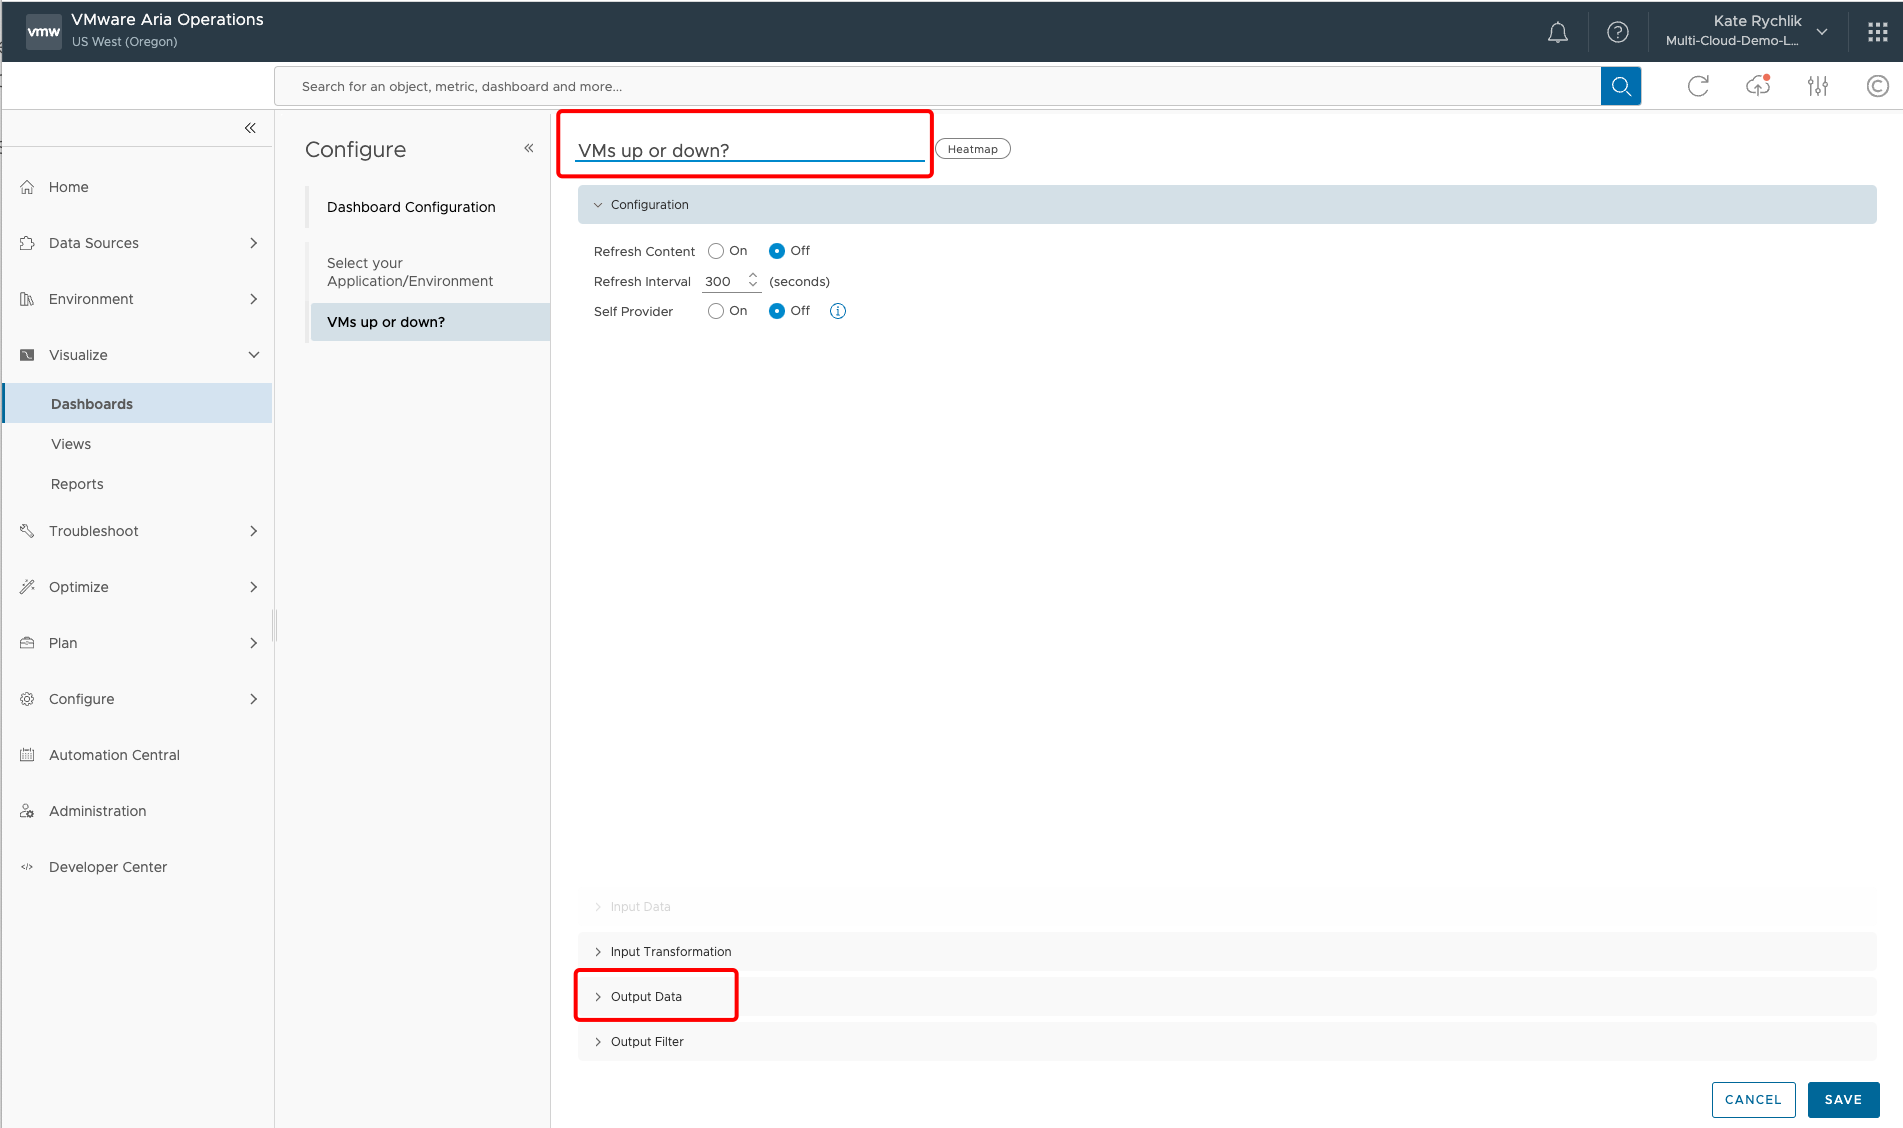 vmw
VMware Aria Operations
US West (Oregon)
Kate Rychlik
Multi-Cloud-Demo-L...
Search for an object, metric, dashboard and more...
Home
Data Sources
Environment
Visualize
Dashboards
Views
Reports
Troubleshoot
Optimize
Plan
Configure
Automation Central
Administration
Developer Center
Configure
Dashboard Configuration
Select your
Application/Environment
VMs up or down?
VMs up or down?
Heatmap
Configuration
Refresh Content On Off
Refresh Interval 300 (seconds)
Self Provider On Off
Input Data
Input Transformation
Output Data
Output Filter
CANCEL
SAVE